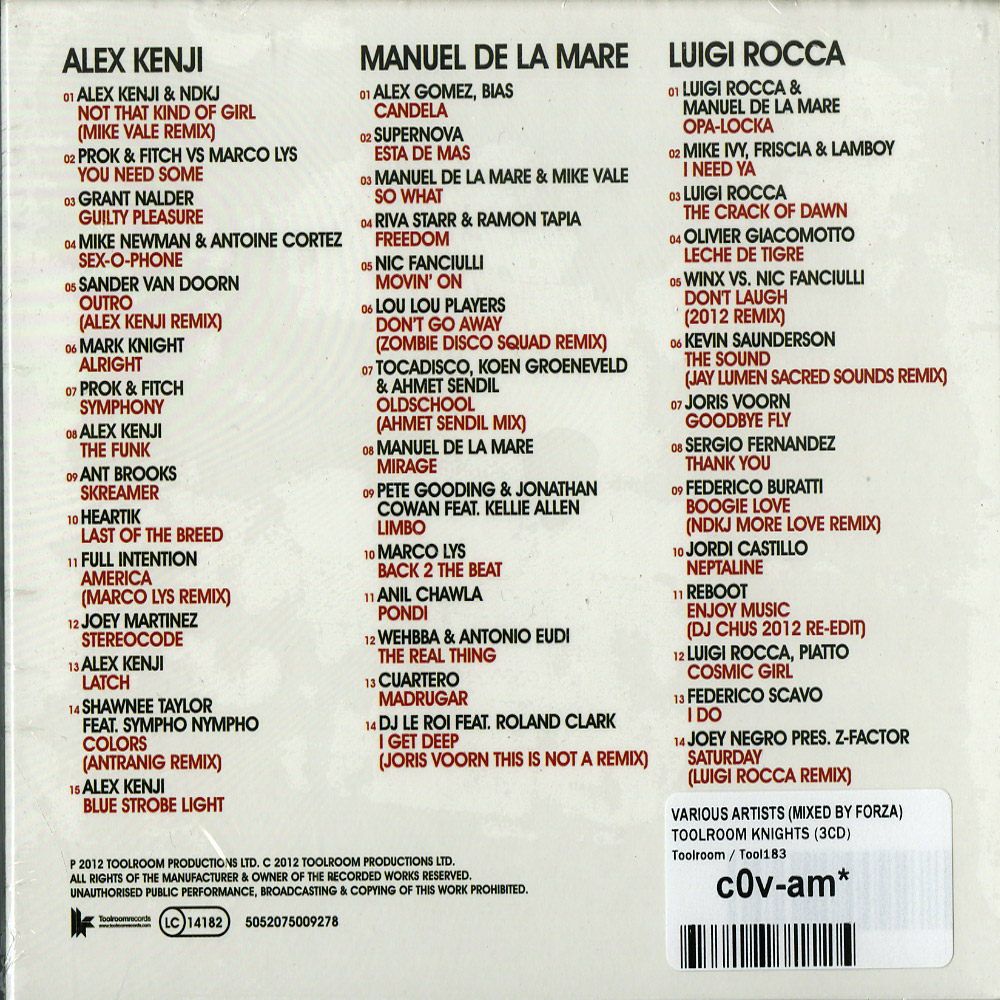 ALEX KENJI
01 ALEX KENJI & NDKJ
NOT THAT KIND OF GIRL
(MIKE VALE REMIX)
02 PROK & FITCH VS MARCO LYS
YOU NEED SOME
03 GRANT NALDER
GUILTY PLEASURE
04 MIKE NEWMAN & ANTOINE CORTEZ
SEX-O-PHONE
05 SANDER VAN DOORN
OUTRO
(ALEX KENJI REMIX)
06 MARK KNIGHT
ALRIGHT
07 PROK & FITCH
SYMPHONY
08 ALEX KENJI
THE FUNK
09 ANT BROOKS
SKREAMER
10 HEARTIK
LAST OF THE BREED
11 FULL INTENTION
AMERICA
(MARCO LYS REMIX)
12 JOEY MARTINEZ
STEREOCODE
13 ALEX KENJI
LATCH
14 SHAWNEE TAYLOR
FEAT. SYMPHO NYMPHO
COLORS
(ANTRANIG REMIX)
15 ALEX KENJI
BLUE STROBE LIGHT
MANUEL DE LA MARE
01 ALEX GOMEZ, BIAS
CANDELA
02 SUPERNOVA
ESTA DE MAS
03 MANUEL DE LA MARE & MIKE VALE
SO WHAT
04 RIVA STARR & RAMON TAPIA
FREEDOM
05 NIC FANCIULLI
MOVIN' ON
06 LOU LOU PLAYERS
DON'T GO AWAY
(ZOMBIE DISCO SQUAD REMIX)
07 TOCADISCO, KOEN GROENEVELD
& AHMET SENDIL
OLDSCHOOL
(AHMET SENDIL MIX)
08 MANUEL DE LA MARE
MIRAGE
09 PETE GOODING & JONATHAN
COWAN FEAT. KELLIE ALLEN
LIMBO
10 MARCO LYS
BACK 2 THE BEAT
11 ANIL CHAWLA
PONDI
12 WEHBBA & ANTONIO EUDI
THE REAL THING
13 CUARTERO
MADRUGAR
14 DJ LE ROI FEAT. ROLAND CLARK
I GET DEEP
(JORIS VOORN THIS IS NOT A REMIX)
LUIGI ROCCA
01 LUIGI ROCCA &
MANUEL DE LA MARE
OPA-LOCKA
02 MIKE IVY, FRISCIA & LAMBOY
I NEED YA
03 LUIGI ROCCA
THE CRACK OF DAWN
04 OLIVIER GIACOMOTTO
LECHE DE TIGRE
05 WINX VS. NIC FANCIULLI
DON'T LAUGH
(2012 REMIX)
06 KEVIN SAUNDERSON
THE SOUND
(JAY LUMEN SACRED SOUNDS REMIX)
07 JORIS VOORN
GOODBYE FLY
08 SERGIO FERNANDEZ
THANK YOU
09 FEDERICO BURATTI
BOOGIE LOVE
(NDKJ MORE LOVE REMIX)
10 JORDI CASTILLO
NEPTALINE
11 REBOOT
ENJOY MUSIC
(DJ CHUS 2012 RE-EDIT)
12 LUIGI ROCCA, PIATTO
COSMIC GIRL
13 FEDERICO SCAVO
I DO
14 JOEY NEGRO PRES. Z-FACTOR
SATURDAY
(LUIGI ROCCA REMIX)
P 2012 TOOLROOM PRODUCTIONS LTD. C 2012 TOOLROOM PRODUCTIONS LTD.
ALL RIGHTS OF THE MANUFACTURER & OWNER OF THE RECORDED WORKS RESERVED.
UNAUTHORISED PUBLIC PERFORMANCE, BROADCASTING & COPYING OF THIS WORK PROHIBITED.
Toolroomrecords
www.toolroomrecords.com
LC 14182
5052075009278
VARIOUS ARTISTS (MIXED BY FORZA)
TOOLROOM KNIGHTS (3CD)
Toolroom / Tool183
c0v-am*